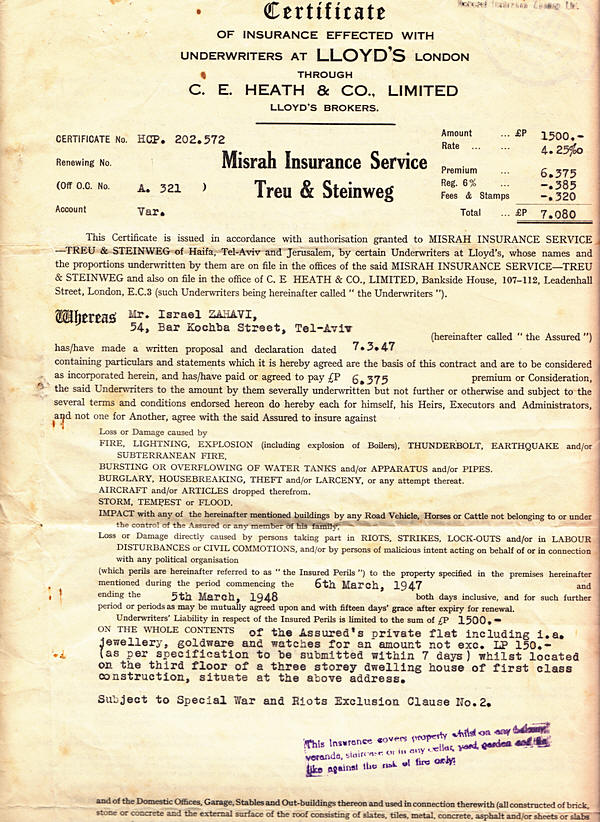 Certificate
OF INSURANCE EFFECTED WITH
UNDERWRITERS AT LLOYD'S LONDON
THROUGH
C. E. HEATH & CO., LIMITED
LLOYD'S BROKERS.
CERTIFICATE No. HCP. 202.572
Renewing No.
(Off O.C. No. A. 321 )
Account Var.
Misrah Insurance Service
Treu & Steinweg
Amount ... £P 1500.-
Rate ... ... 4.25‰
Premium ... 6.375
Reg. 6% ... -.385
Fees & Stamps -.320
Total ... £P 7.080
This Certificate is issued in accordance with authorisation granted to MISRAH INSURANCE SERVICE
—TREU & STEINWEG of Haifa, Tel-Aviv and Jerusalem, by certain Underwriters at Lloyd's, whose names and
the proportions underwritten by them are on file in the offices of the said MISRAH INSURANCE SERVICE—TREU
& STEINWEG and also on file in the office of C. E HEATH & CO., LIMITED, Bankside House, 107-112, Leadenhall
Street, London, E.C.3 (such Underwriters being hereinafter called " the Underwriters ").
Whereas Mr. Israel ZAHAVI,
54, Bar Kochba Street, Tel-Aviv
(hereinafter called " the Assured ")
has/have made a written proposal and declaration dated 7.3.47
containing particulars and statements which it is hereby agreed are the basis of this contract and are to be considered
as incorporated herein, and has/have paid or agreed to pay £P 6.375 premium or Consideration,
the said Underwriters to the amount by them severally underwritten but not further or otherwise and subject to the
several terms and conditions endorsed hereon do hereby each for himself, his Heirs, Executors and Administrators,
and not one for Another, agree with the said Assured to insure against
Loss or Damage caused by
FIRE, LIGHTNING, EXPLOSION (including explosion of Boilers), THUNDERBOLT, EARTHQUAKE and/or
SUBTERRANEAN FIRE,
BURSTING OR OVERFLOWING OF WATER TANKS and/or APPARATUS and/or PIPES.
BURGLARY, HOUSEBREAKING, THEFT and/or LARCENY, or any attempt thereat.
AIRCRAFT and/or ARTICLES dropped therefrom.
STORM, TEMPEST or FLOOD.
IMPACT with any of the hereinafter mentioned buildings by any Road Vehicle, Horses or Cattle not belonging to or under
the control of the Assured or any member of his family,
Loss or Damage directly caused by persons taking part in RIOTS, STRIKES, LOCK-OUTS and/or in LABOUR
DISTURBANCES or CIVIL COMMOTIONS, and/or by persons of malicious intent acting on behalf of or in connection
with any political organisation
(which perils are hereinafter referred to as " the Insured Perils ") to the property specified in the premises hereinafter
mentioned during the period commencing the 6th March, 1947 and
ending the 5th March, 1948 both days inclusive, and for such further
period or periods as may be mutually agreed upon and with fifteen days' grace after expiry for renewal.
Underwriters' Liability in respect of the Insured Perils is limited to the sum of £P 1500.-
ON THE WHOLE CONTENTS of the Assured's private flat including i.a.
jewellery, goldware and watches for an amount not exc. LP 150.-
(as per specification to be submitted within 7 days) whilst located
on the third floor of a three storey dwelling house of first class
construction, situate at the above address.
Subject to Special War and Riots Exclusion Clause No.2.
This Insurance covers property whilst on any balcony,
veranda, staircase or in any cellar, yard, garden and the
like against the risk of fire only.
and of the Domestic Offices, Garage, Stables and Out-buildings thereon and used in connection therewith (all constructed of brick,
stone or concrete and the external surface of the roof consisting of slates, tiles, metal, concrete, asphalt and/or sheets or slabs